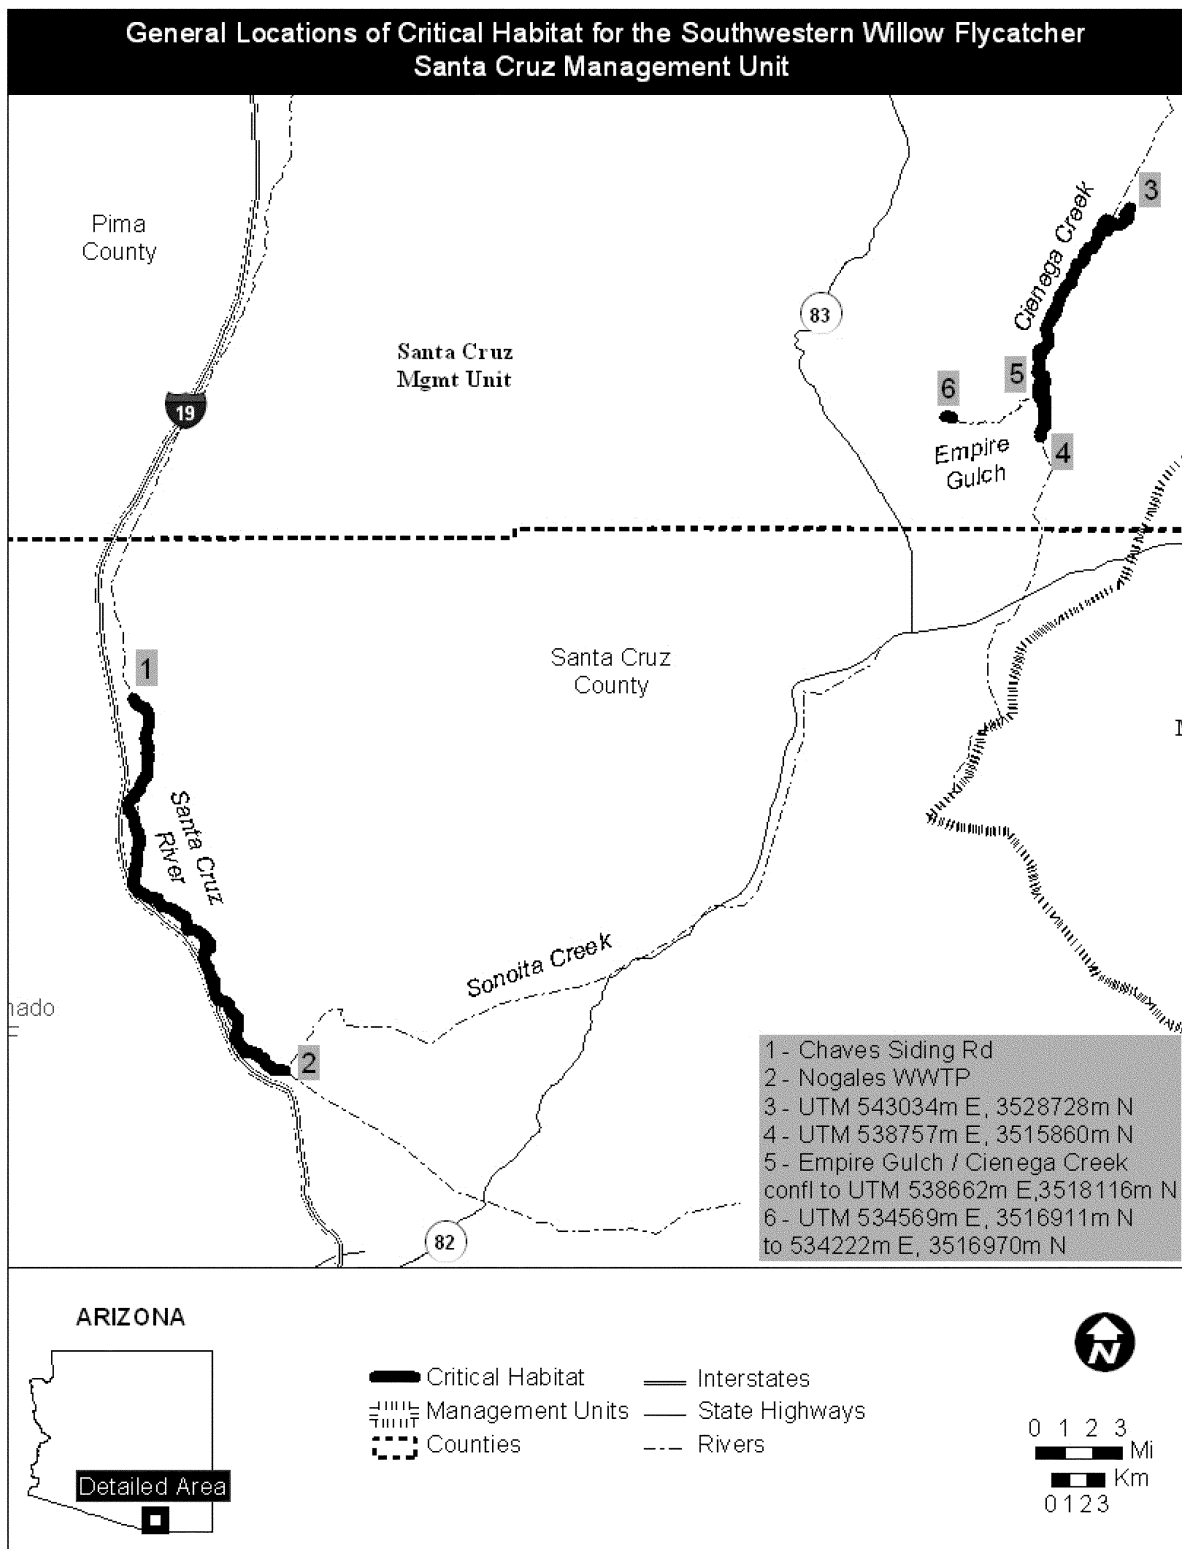 General Locations of Critical Habitat for the Southwestern Willow Flycatcher
Santa Cruz Management Unit
Pima
County
Santa Cruz
Mgmt Unit
19
83
Cienega Creek
3
5
6
4
Empire
Gulch
1
Santa Cruz
County
Santa Cruz
River
Sonoita Creek
nado
2
82
1 - Chaves Siding Rd
2 - Nogales WWTP
3 - UTM 543034m E, 3528728m N
4 - UTM 538757m E, 3515860m N
5 - Empire Gulch / Cienega Creek
confl to UTM 538662m E,3518116m N
6 - UTM 534569m E, 3516911m N
to 534222m E, 3516970m N
ARIZONA
Detailed Area
Critical Habitat
Management Units
Counties
Interstates
State Highways
Rivers
N
0 1 2 3
Mi
Km
0 1 2 3